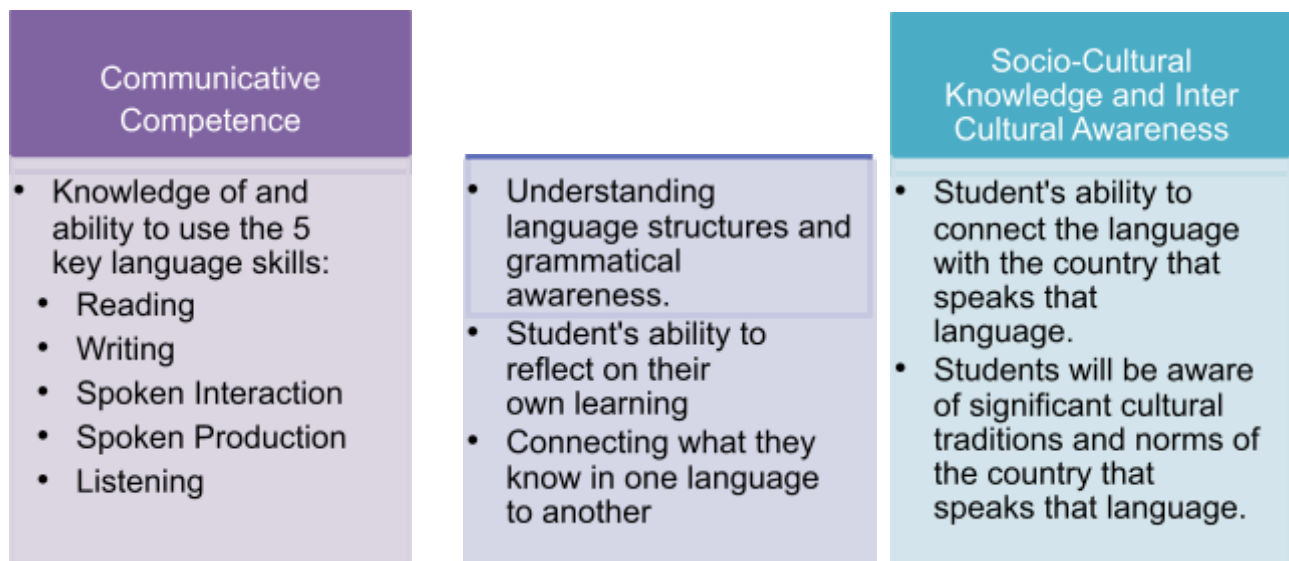 Communicative
Competence
• Knowledge of and
ability to use the 5
key language skills:
• Reading
• Writing
• Spoken Interaction
• Spoken Production
• Listening
• Understanding
language structures and
grammatical
awareness.
• Student's ability to
reflect on their
own learning
• Connecting what they
know in one language
to another
Socio-Cultural
Knowledge and Inter
Cultural Awareness
• Student's ability to
connect the language
with the country that
speaks that
language.
• Students will be aware
of significant cultural
traditions and norms of
the country that
speaks that language.